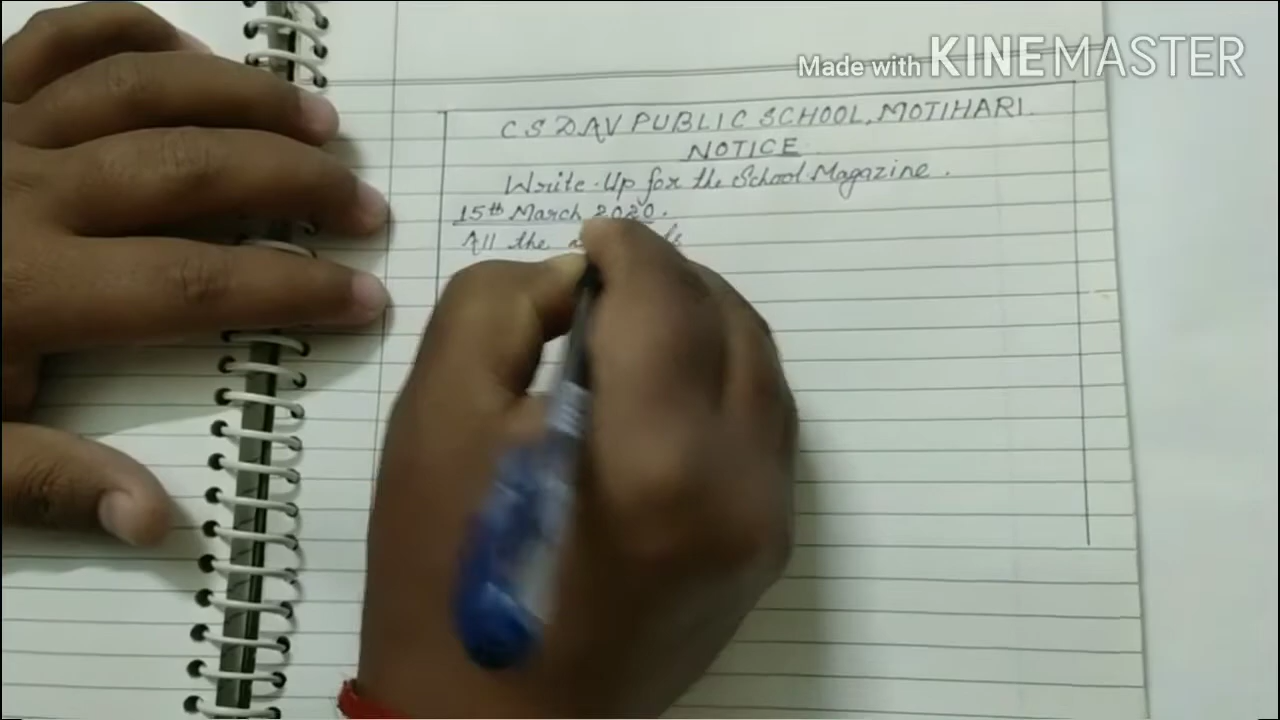 Made with KINEMASTER
CS DAV PUBLIC SCHOOL, MOTIHARI.
NOTICE
Write-Up for the School Magazine.
15th March 2020.
All the